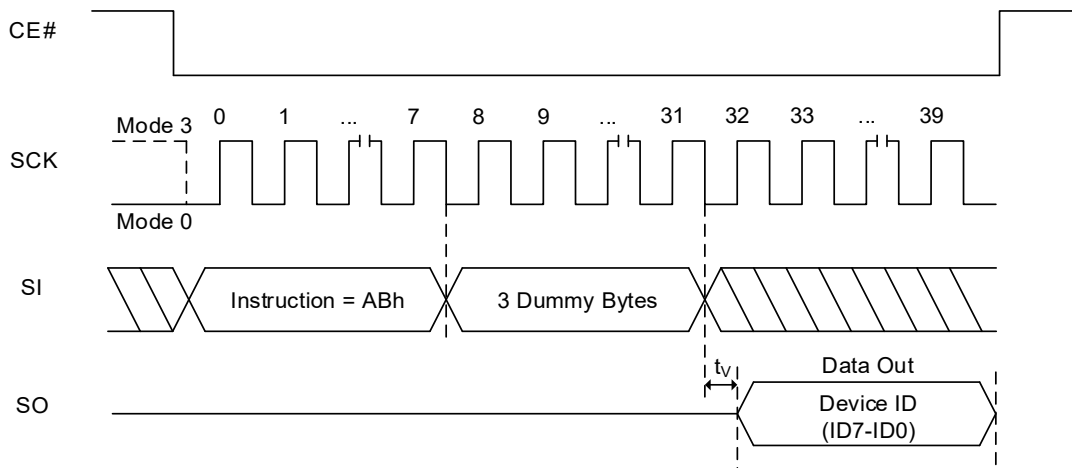 CE#
0 1 ... 7 8 9 ... 31 32 33 ... 39
Mode 3
SCK
Mode 0
SI
Instruction = ABh
3 Dummy Bytes
tV
Data Out
SO
Device ID
(ID7-ID0)